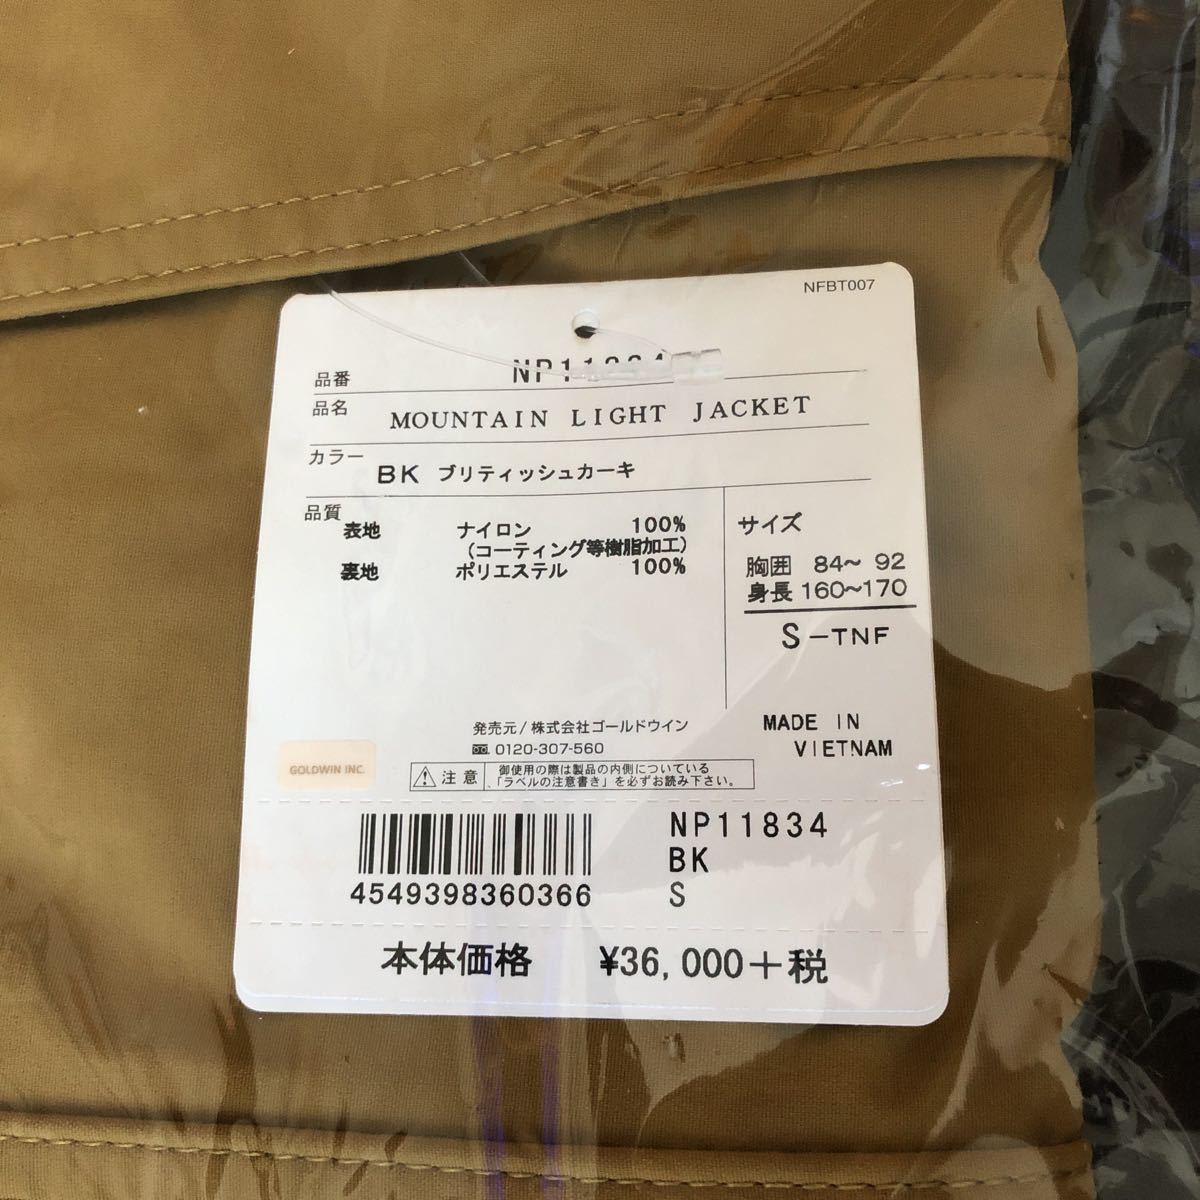 NFBT007
品番 NP11834
品名 MOUNTAIN LIGHT JACKET
カラー BK ブリティッシュカーキ
品質
表地 ナイロン 100%
(コーティング等樹脂加工)
裏地 ポリエステル 100%
サイズ
胸囲 84~ 92
身長 160~170
S-TNF
発売元/株式会社ゴールドウイン
0120-307-560
MADE IN
VIETNAM
GOLDWIN INC.
注意 御使用の際は製品の内側についている
「ラベルの注意書き」を必ずお読み下さい。
4549398360366
NP11834
BK
S
本体価格 ¥36,000+税